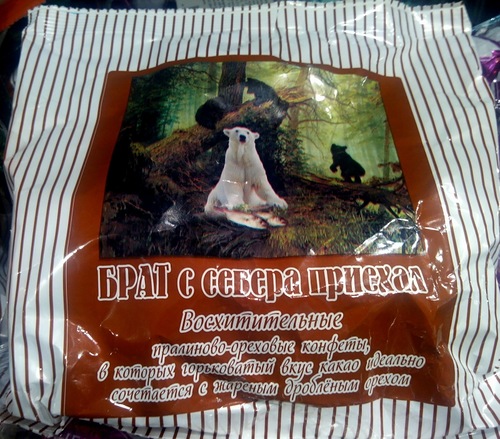 БРАТ с севера приехал
Восхитительные
пралиново-ореховые конфеты,
в которых горьковатый вкус какао идеально
сочетается с жареным дроблёным орехом